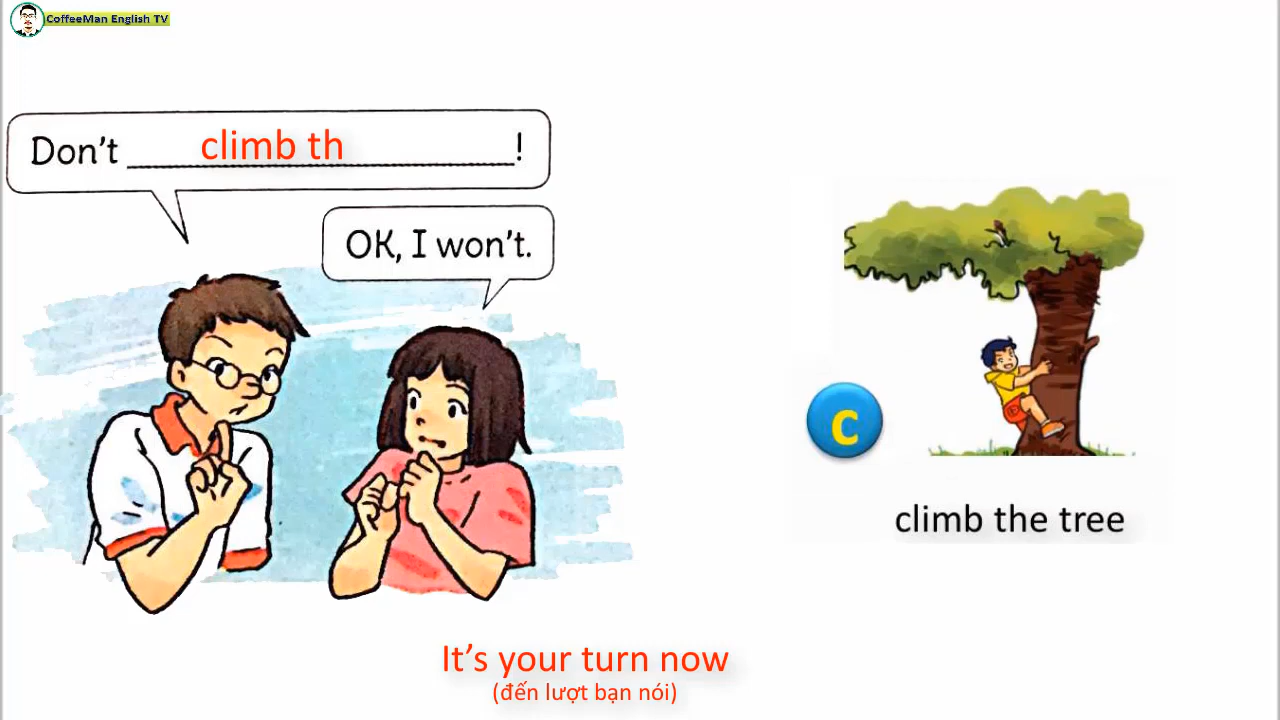 CoffeeMan English TV
Don't climb th !
OK, I won't.
C
climb the tree
It's your turn now
(đến lượt bạn nói)